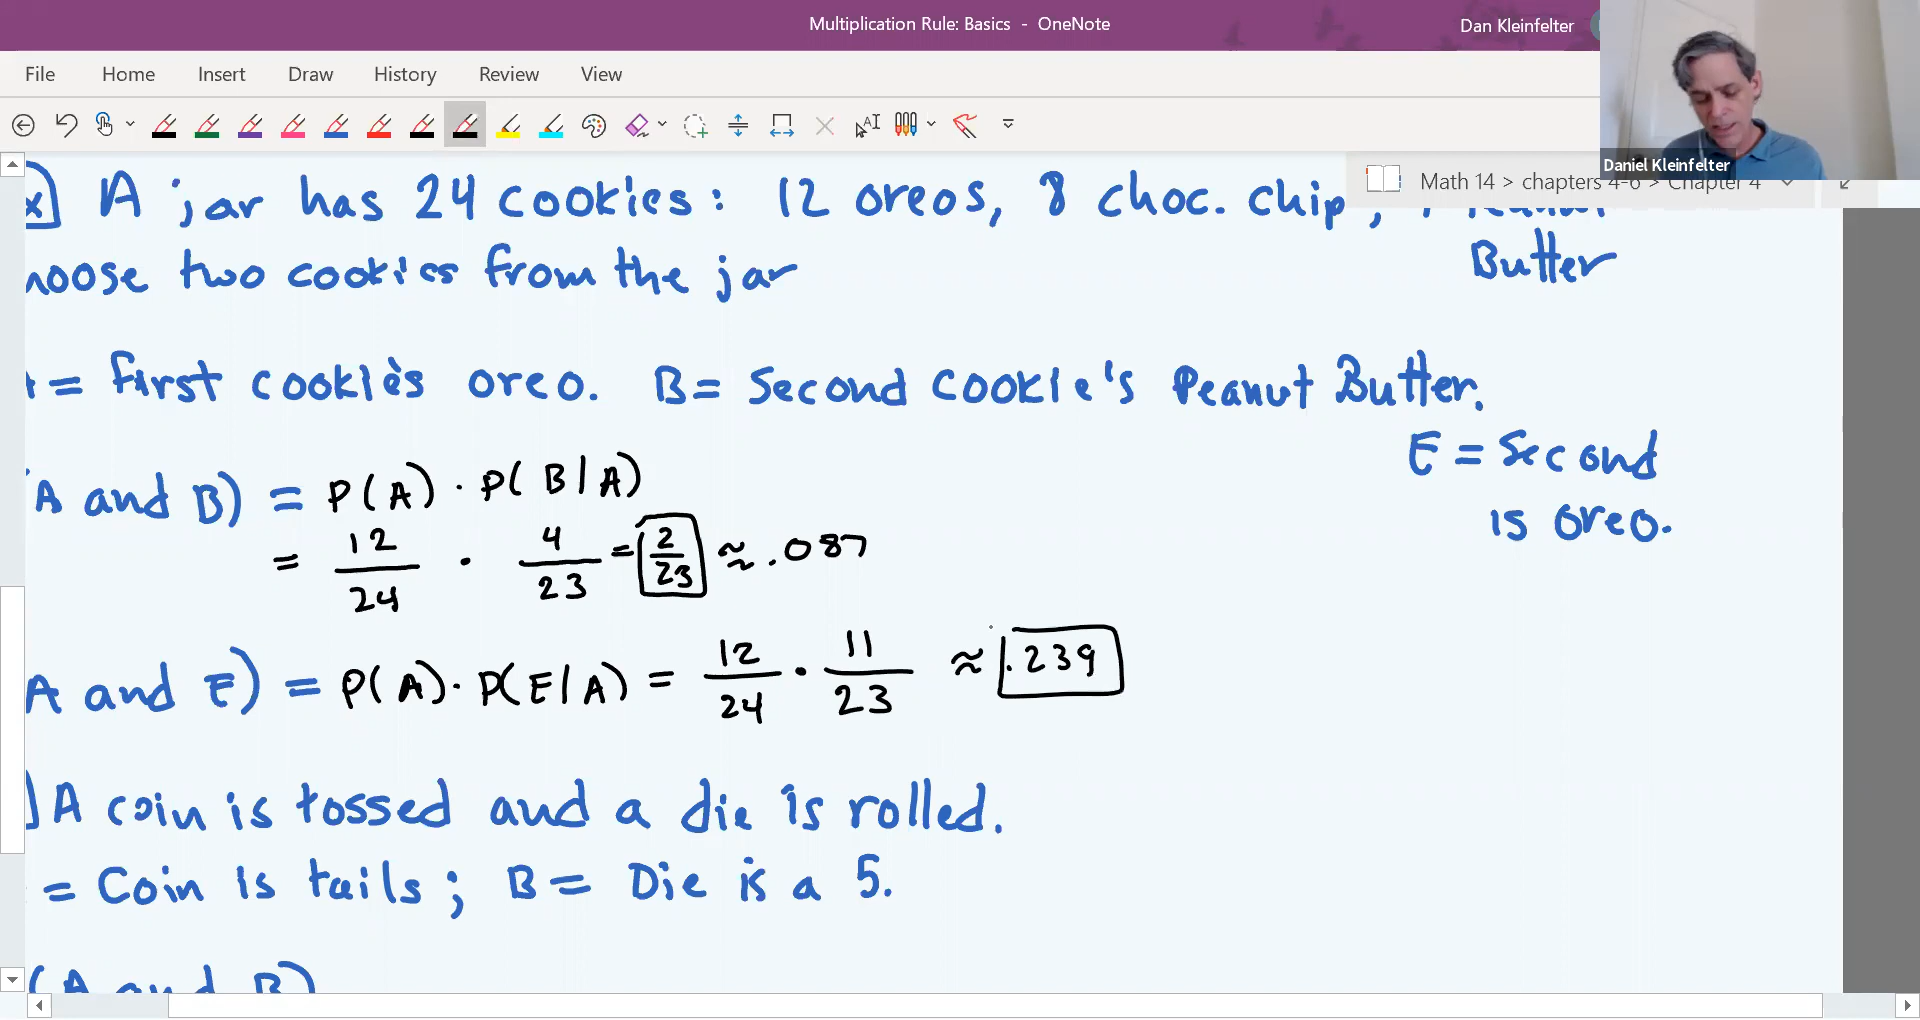 Multiplication Rule: Basics - OneNote
Dan Kleinfelter
File Home Insert Draw History Review View
Daniel Kleinfelter
Math 14 > chapters 4-6 > Chapter 4
x] A jar has 24 cookies: 12 oreos, 8 choc. chip,
Butter
hoose two cookies from the jar
= first cookie's oreo. B = Second cookie's Peanut Butter.
E = Second
is oreo.
A and B) = P(A) · P(B|A)
= 12/24 · 4/23 = 2/23 ≈ .087
A and E) = P(A) · P(E|A) = 12/24 · 11/23 ≈ .239
] A coin is tossed and a die is rolled.
= Coin is tails; B = Die is a 5.
(A and B)